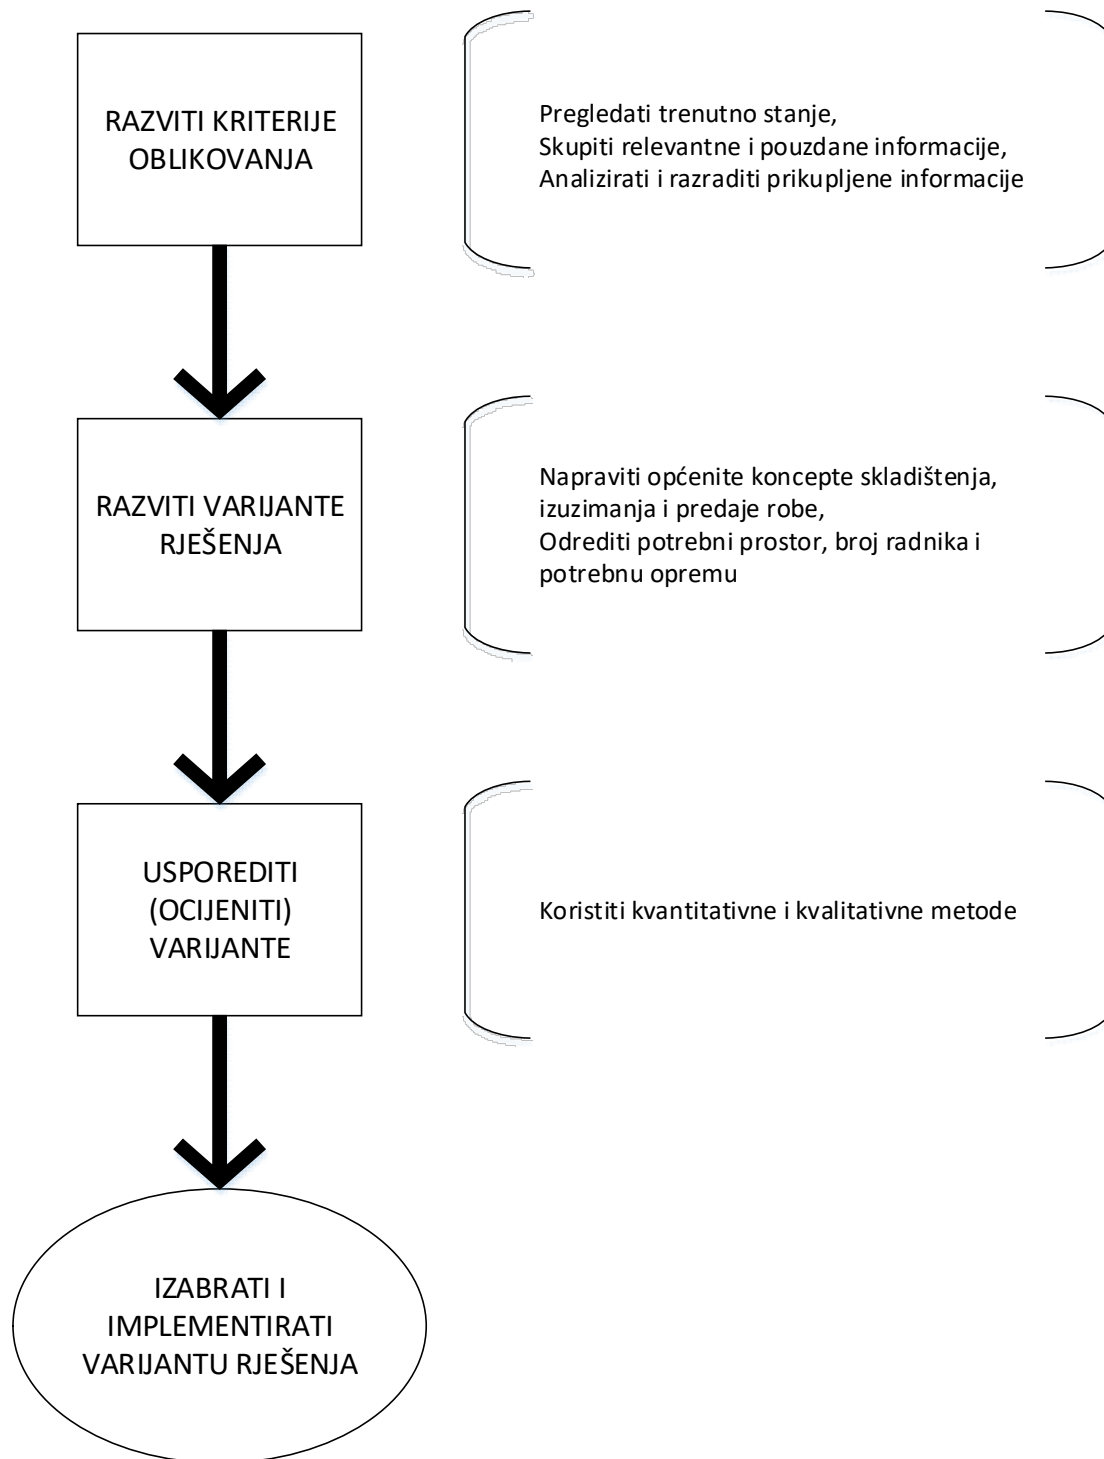 RAZVITI KRITERIJE
OBLIKOVANJA
Pregledati trenutno stanje,
Skupiti relevantne i pouzdane informacije,
Analizirati i razraditi prikupljene informacije
RAZVITI VARIJANTE
RJEŠENJA
Napraviti općenite koncepte skladištenja,
izuzimanja i predaje robe,
Odrediti potrebni prostor, broj radnika i
potrebnu opremu
USPOREDITI
(OCIJENITI)
VARIJANTE
Koristiti kvantitativne i kvalitativne metode
IZABRATI I
IMPLEMENTIRATI
VARIJANTU RJEŠENJA